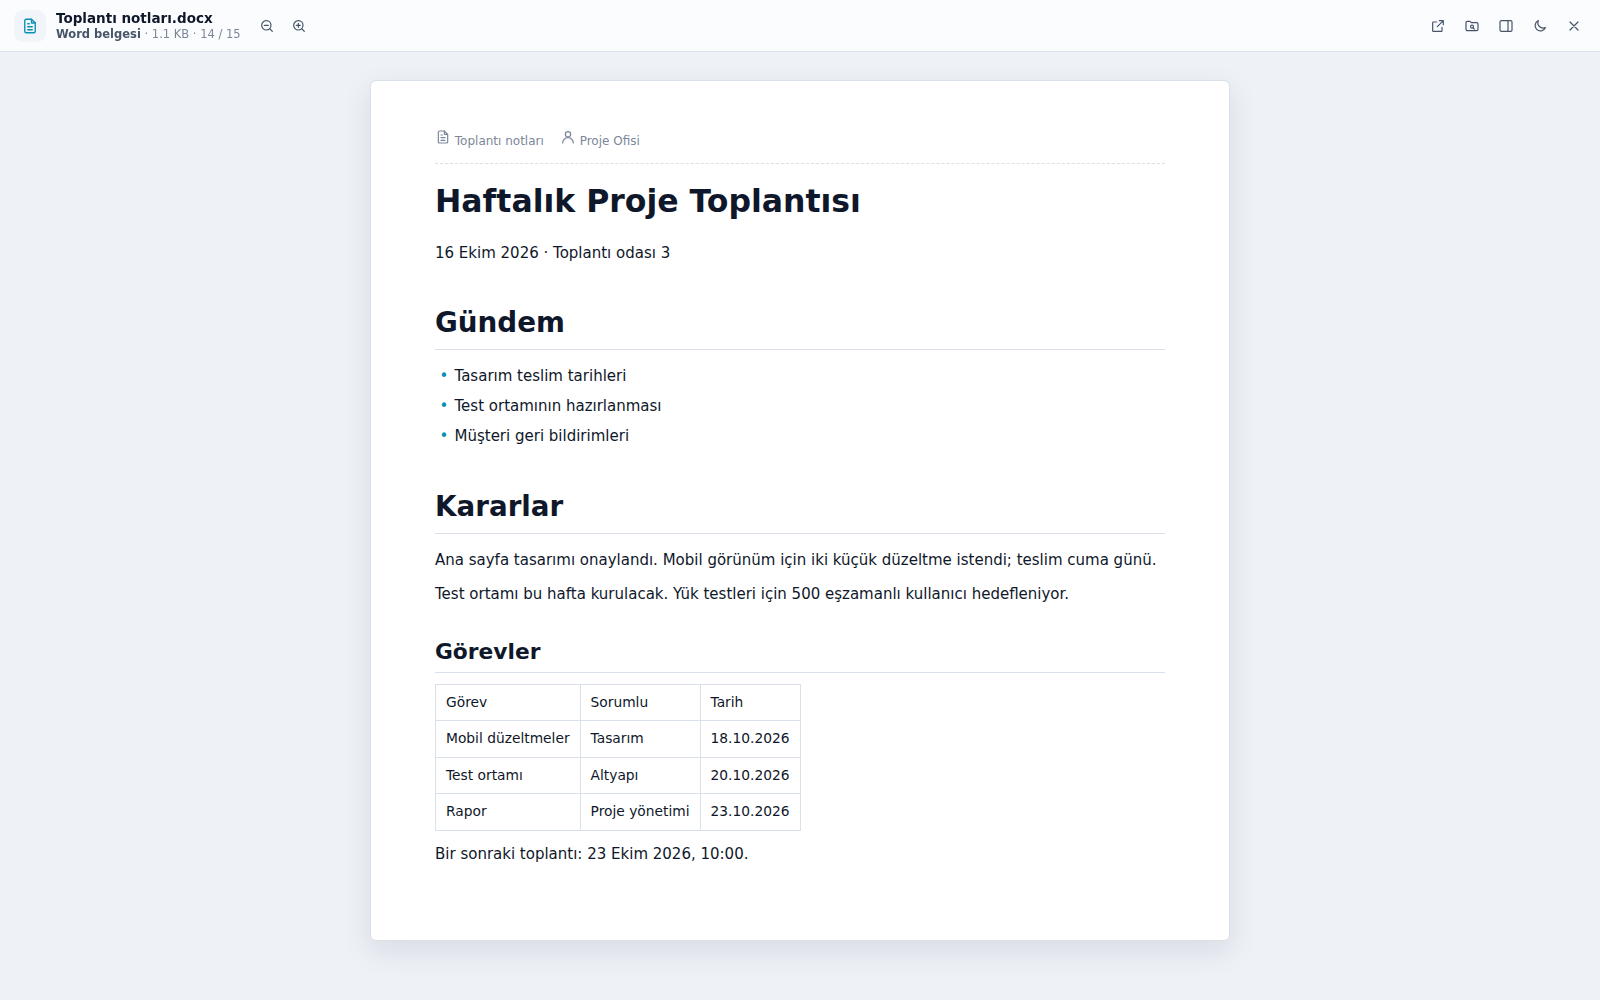 Toplantı notları.docx
Word belgesi · 1.1 KB · 14 / 15
Toplantı notları Proje Ofisi
Haftalık Proje Toplantısı
16 Ekim 2026 · Toplantı odası 3
Gündem
• Tasarım teslim tarihleri
• Test ortamının hazırlanması
• Müşteri geri bildirimleri
Kararlar
Ana sayfa tasarımı onaylandı. Mobil görünüm için iki küçük düzeltme istendi; teslim cuma günü.
Test ortamı bu hafta kurulacak. Yük testleri için 500 eşzamanlı kullanıcı hedefleniyor.
Görevler
Görev Sorumlu Tarih
Mobil düzeltmeler Tasarım 18.10.2026
Test ortamı Altyapı 20.10.2026
Rapor Proje yönetimi 23.10.2026
Bir sonraki toplantı: 23 Ekim 2026, 10:00.